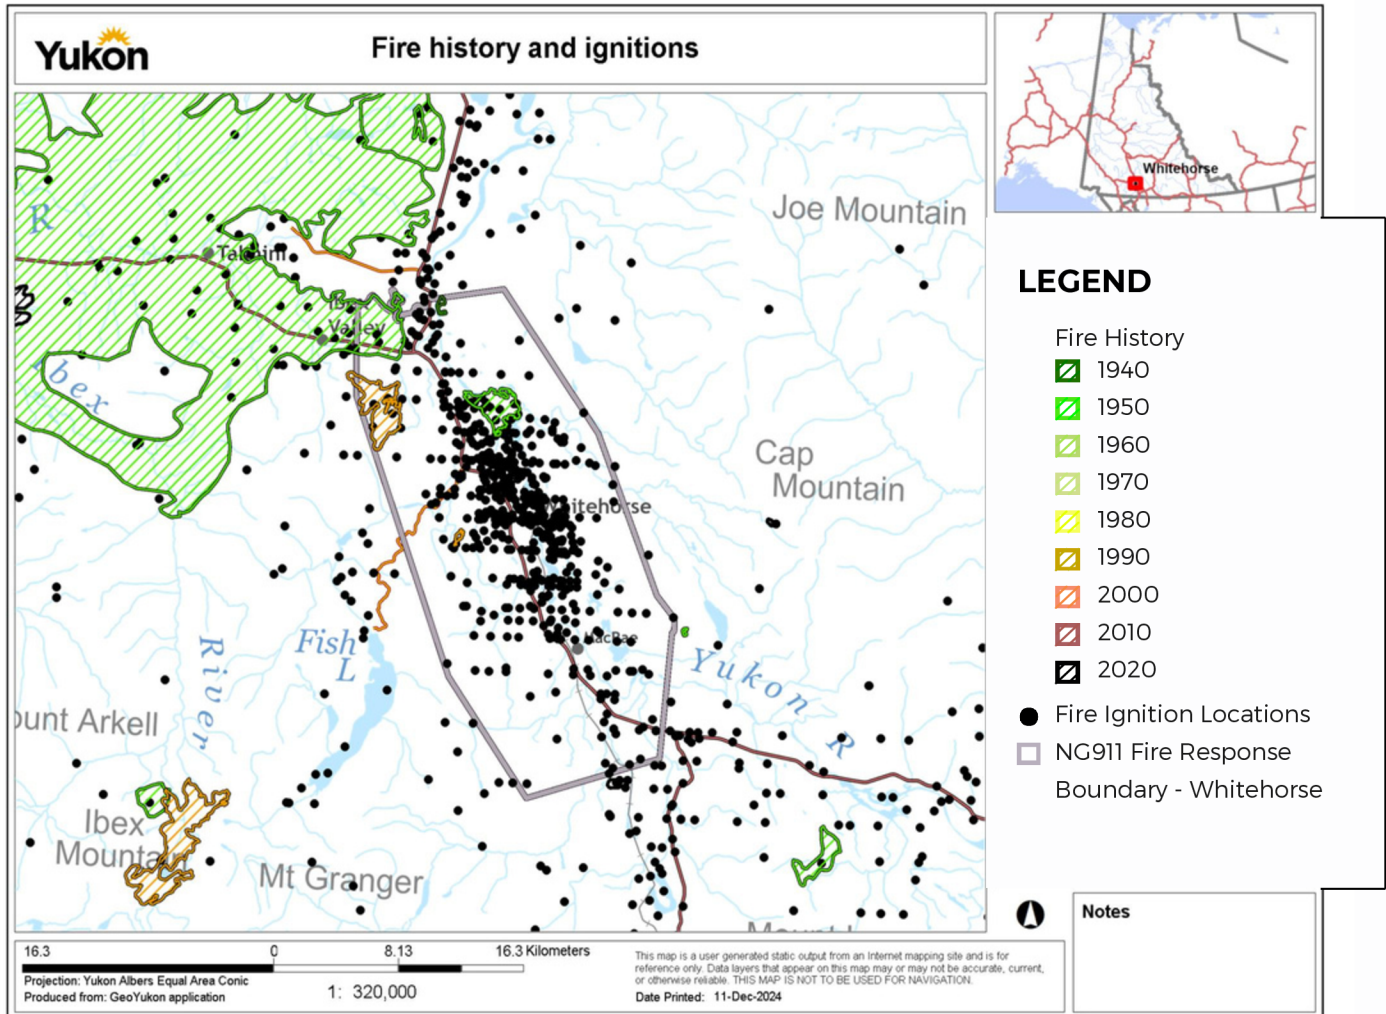 Yukon
Fire history and ignitions
Whitehorse
Joe Mountain
R
Takhini
Ibex
Valley
Ibex
Cap
Mountain
Whitehorse
MacRae
Fish
L
River
Yukon
R
ount Arkell
Ibex
Mountain
Mt Granger
LEGEND
Fire History
1940
1950
1960
1970
1980
1990
2000
2010
2020
Fire Ignition Locations
NG911 Fire Response
Boundary - Whitehorse
Notes
16.3 0 8.13 16.3 Kilometers
Projection: Yukon Albers Equal Area Conic
Produced from: GeoYukon application
1: 320,000
This map is a user generated static output from an Internet mapping site and is for
reference only. Data layers that appear on this map may or may not be accurate, current,
or otherwise reliable. THIS MAP IS NOT TO BE USED FOR NAVIGATION.
Date Printed: 11-Dec-2024